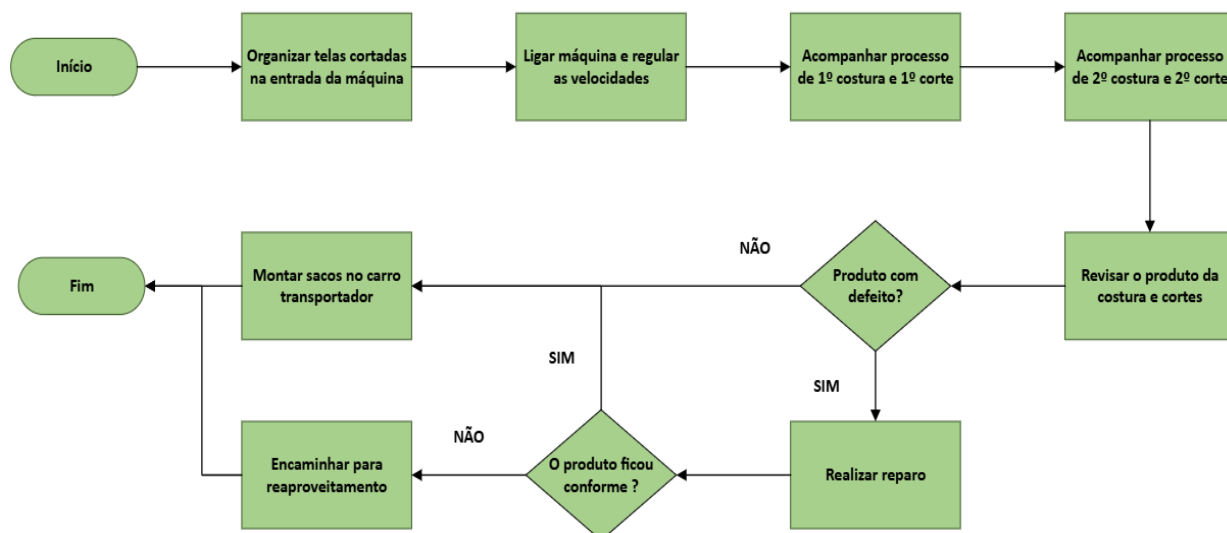 Início
Organizar telas cortadas
na entrada da máquina
Ligar máquina e regular
as velocidades
Acompanhar processo
de 1º costura e 1º corte
Acompanhar processo
de 2º costura e 2º corte
Revisar o produto da
costura e cortes
Produto com
defeito?
NÃO
Montar sacos no carro
transportador
Fim
SIM
Realizar reparo
O produto ficou
conforme ?
SIM
NÃO
Encaminhar para
reaproveitamento